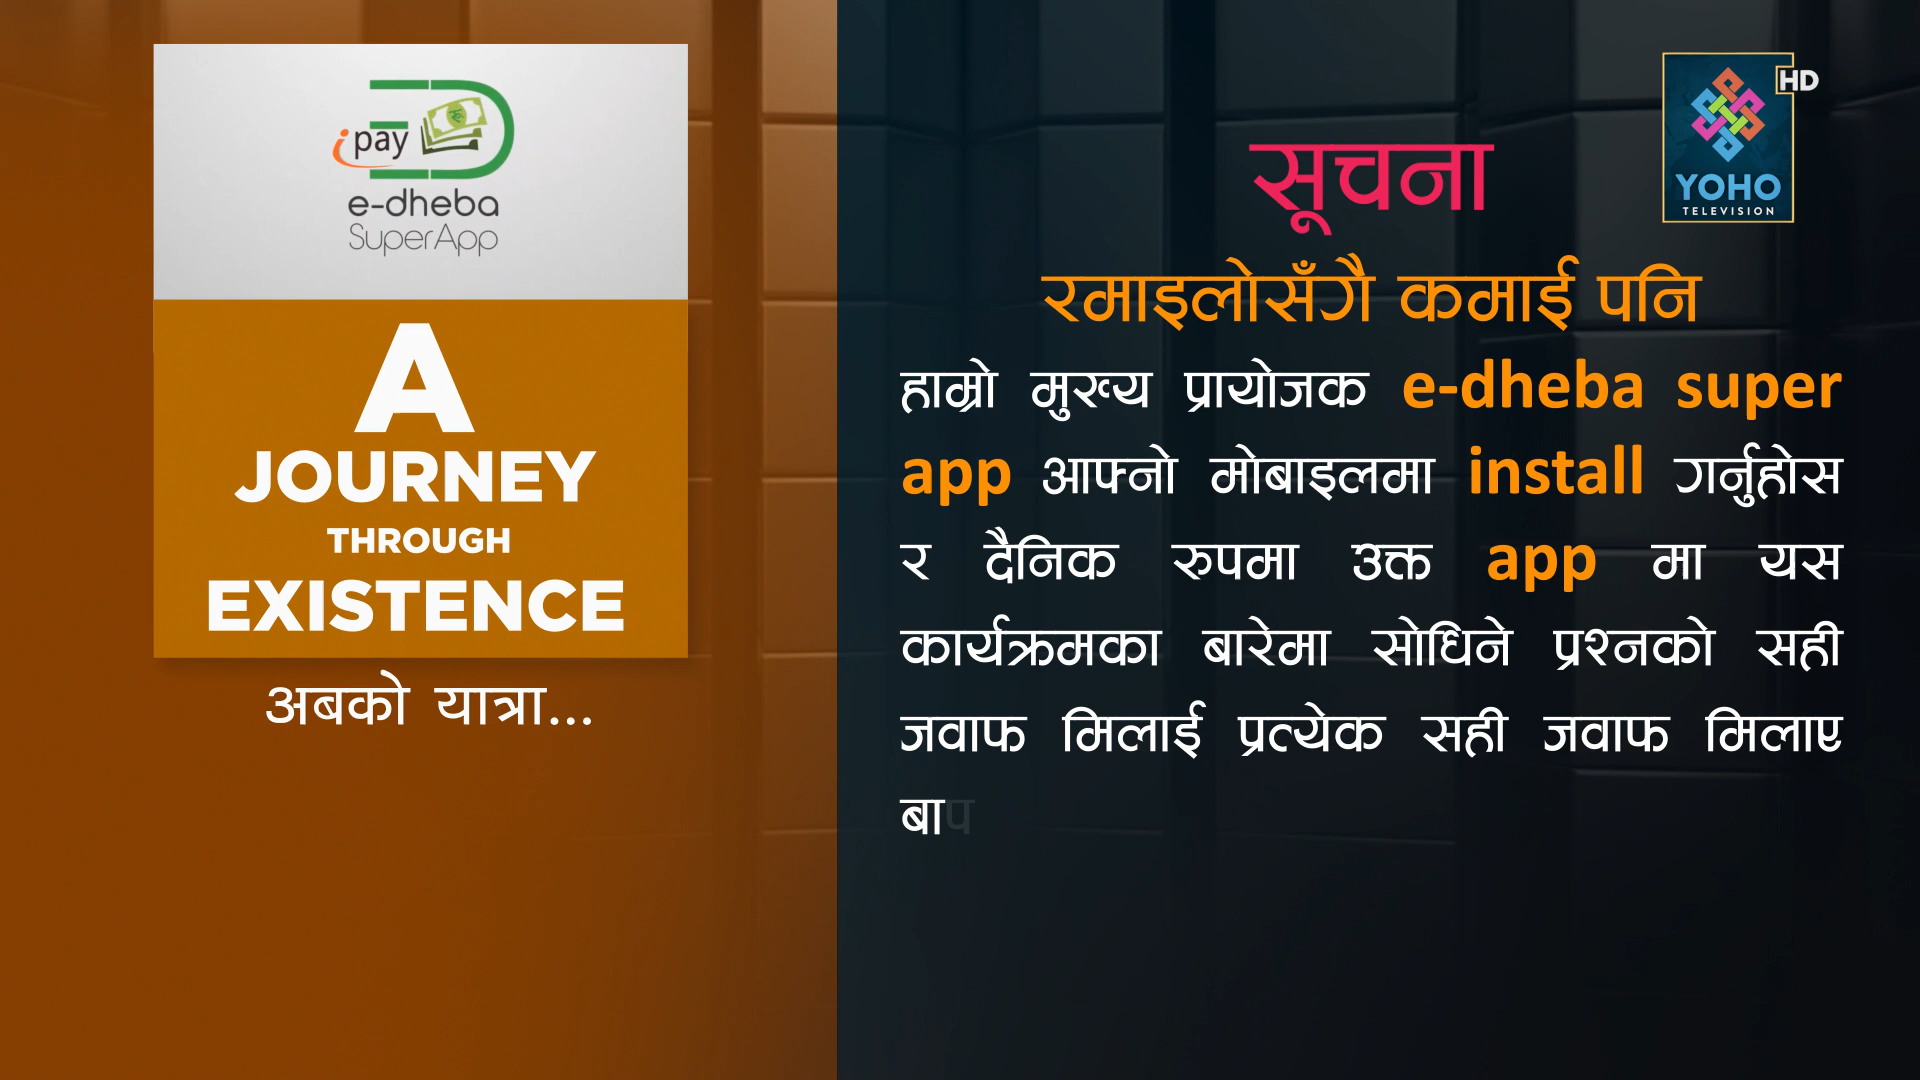 ipay
e-dheba
SuperApp
A
JOURNEY
THROUGH
EXISTENCE
अबको यात्रा...
HD
YOHO
TELEVISION
सूचना
रमाइलोसँगै कमाई पनि
हाम्रो मुख्य प्रायोजक e-dheba super
app आफ्नो मोबाइलमा install गर्नुहोस
र दैनिक रुपमा उक्त app मा यस
कार्यक्रमका बारेमा सोधिने प्रश्नको सही
जवाफ मिलाई प्रत्येक सही जवाफ मिलाए
बाप